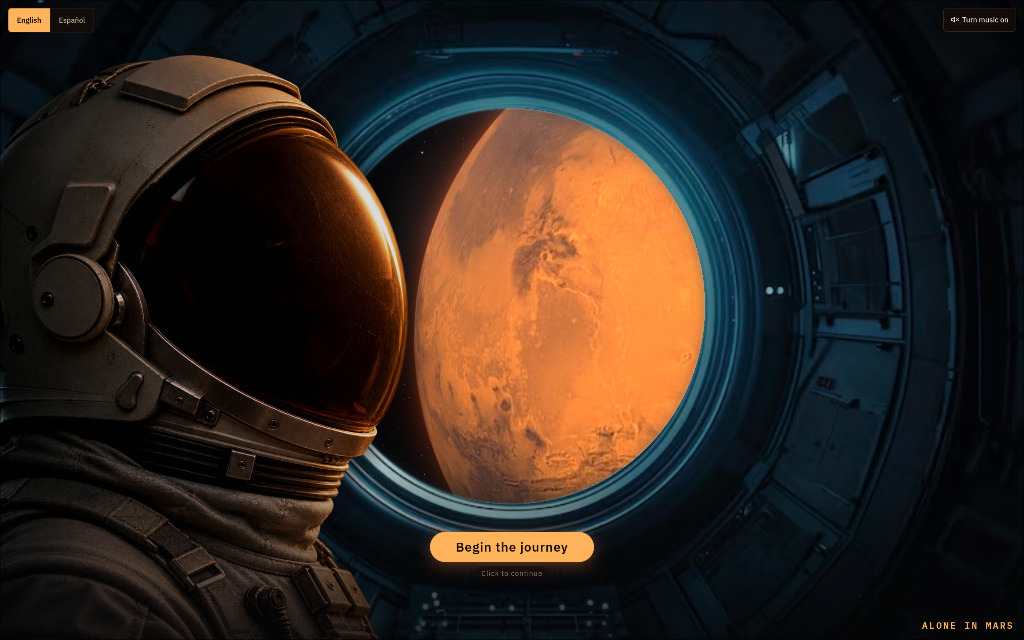 English Español
Turn music on
Begin the journey
Click to continue
ALONE IN MARS